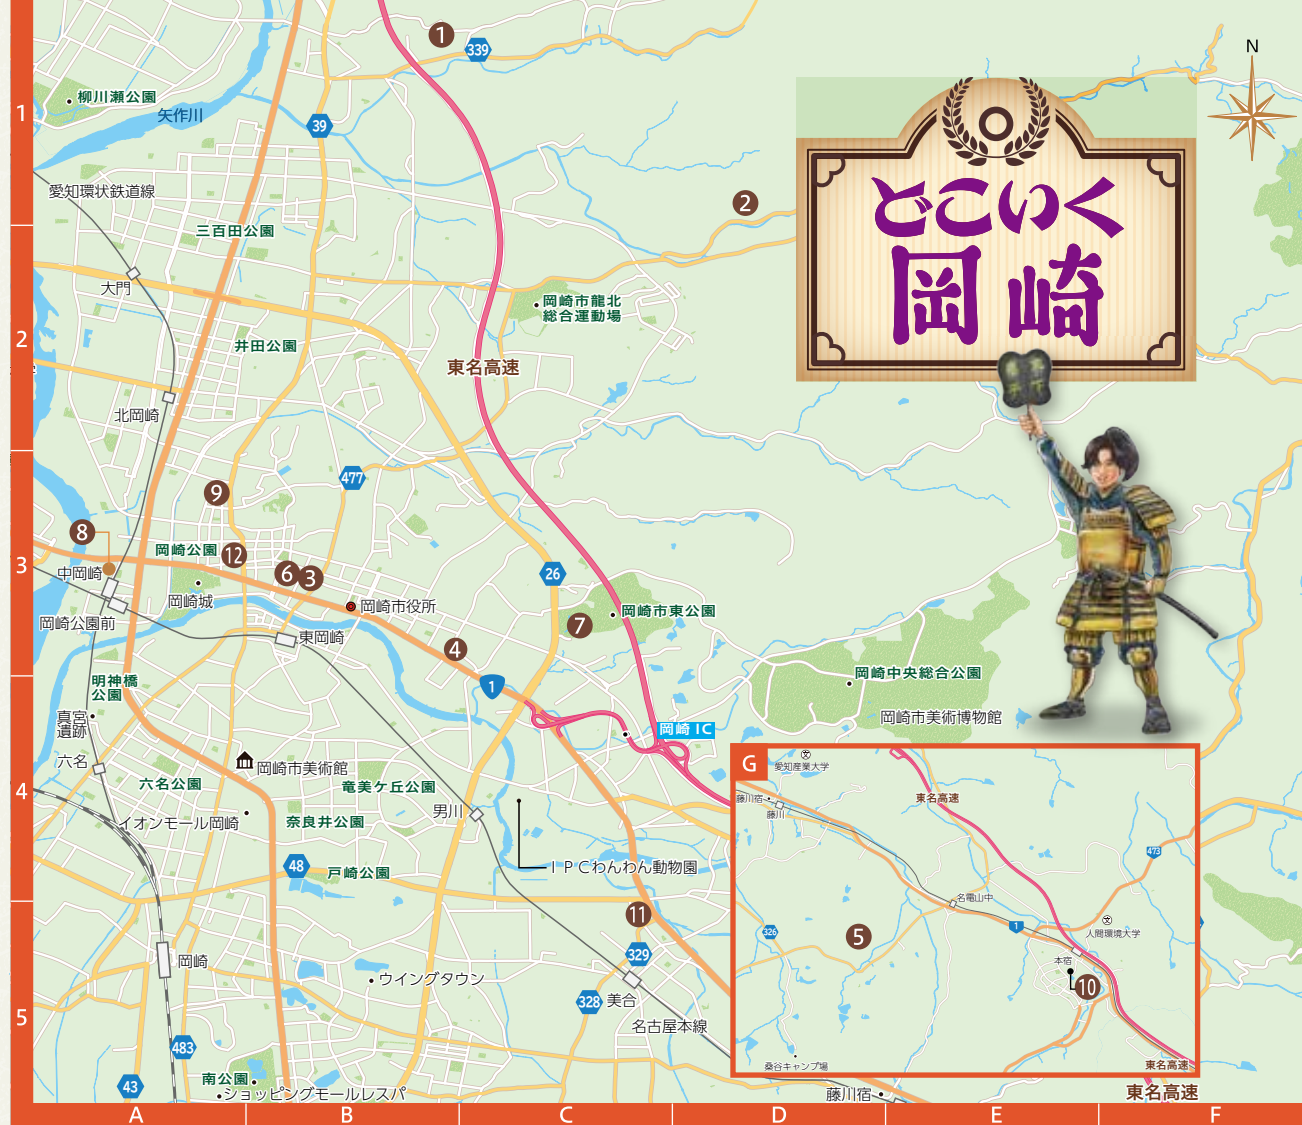 どこいく
岡崎
N
1
2
3
4
5
A
B
C
D
E
F
1
339
39
2
柳川瀬公園
矢作川
愛知環状鉄道線
三百田公園
大門
井田公園
北岡崎
岡崎市龍北
総合運動場
東名高速
477
9
8
岡崎公園
12
中岡崎
6
3
岡崎城
岡崎公園前
岡崎市役所
東岡崎
26
7
岡崎市東公園
4
1
岡崎中央総合公園
岡崎市美術博物館
岡崎IC
明神橋
公園
真宮
遺跡
六名
六名公園
岡崎市美術館
竜美ケ丘公園
男川
イオンモール岡崎
奈良井公園
48
戸崎公園
IPCわんわん動物園
11
329
328
美合
名古屋本線
岡崎
ウイングタウン
483
43
南公園
ショッピングモールレスパ
藤川宿
東名高速
G
愛知産業大学
東名高速
藤川宿
藤川
473
名電山中
326
5
1
人間環境大学
本宿
10
桑谷キャンプ場
東名高速